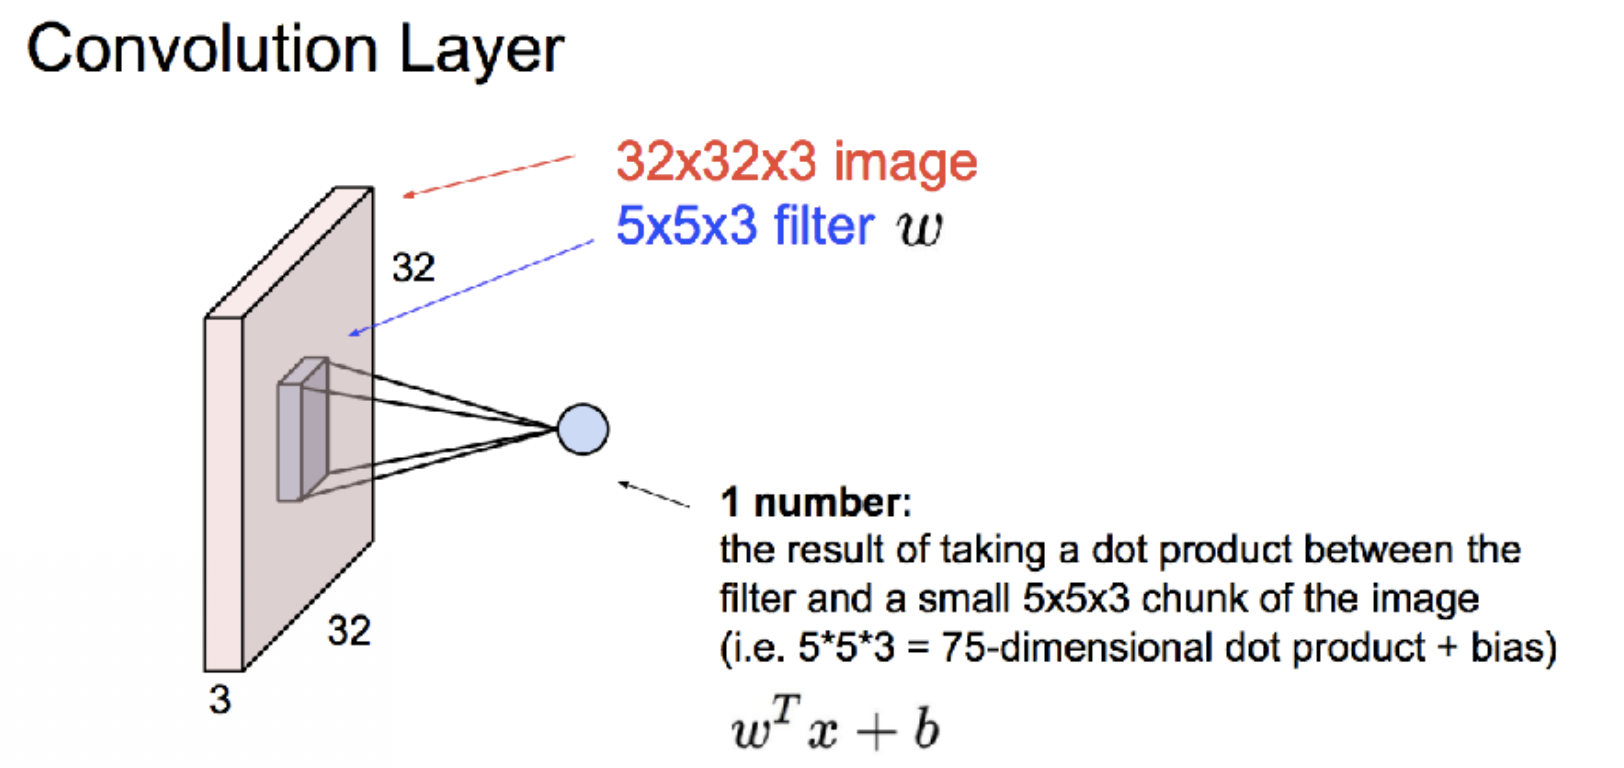 Convolution Layer
32x32x3 image
5x5x3 filter w
32
32
3
1 number:
the result of taking a dot product between the
filter and a small 5x5x3 chunk of the image
(i.e. 5*5*3 = 75-dimensional dot product + bias)
w^T x + b